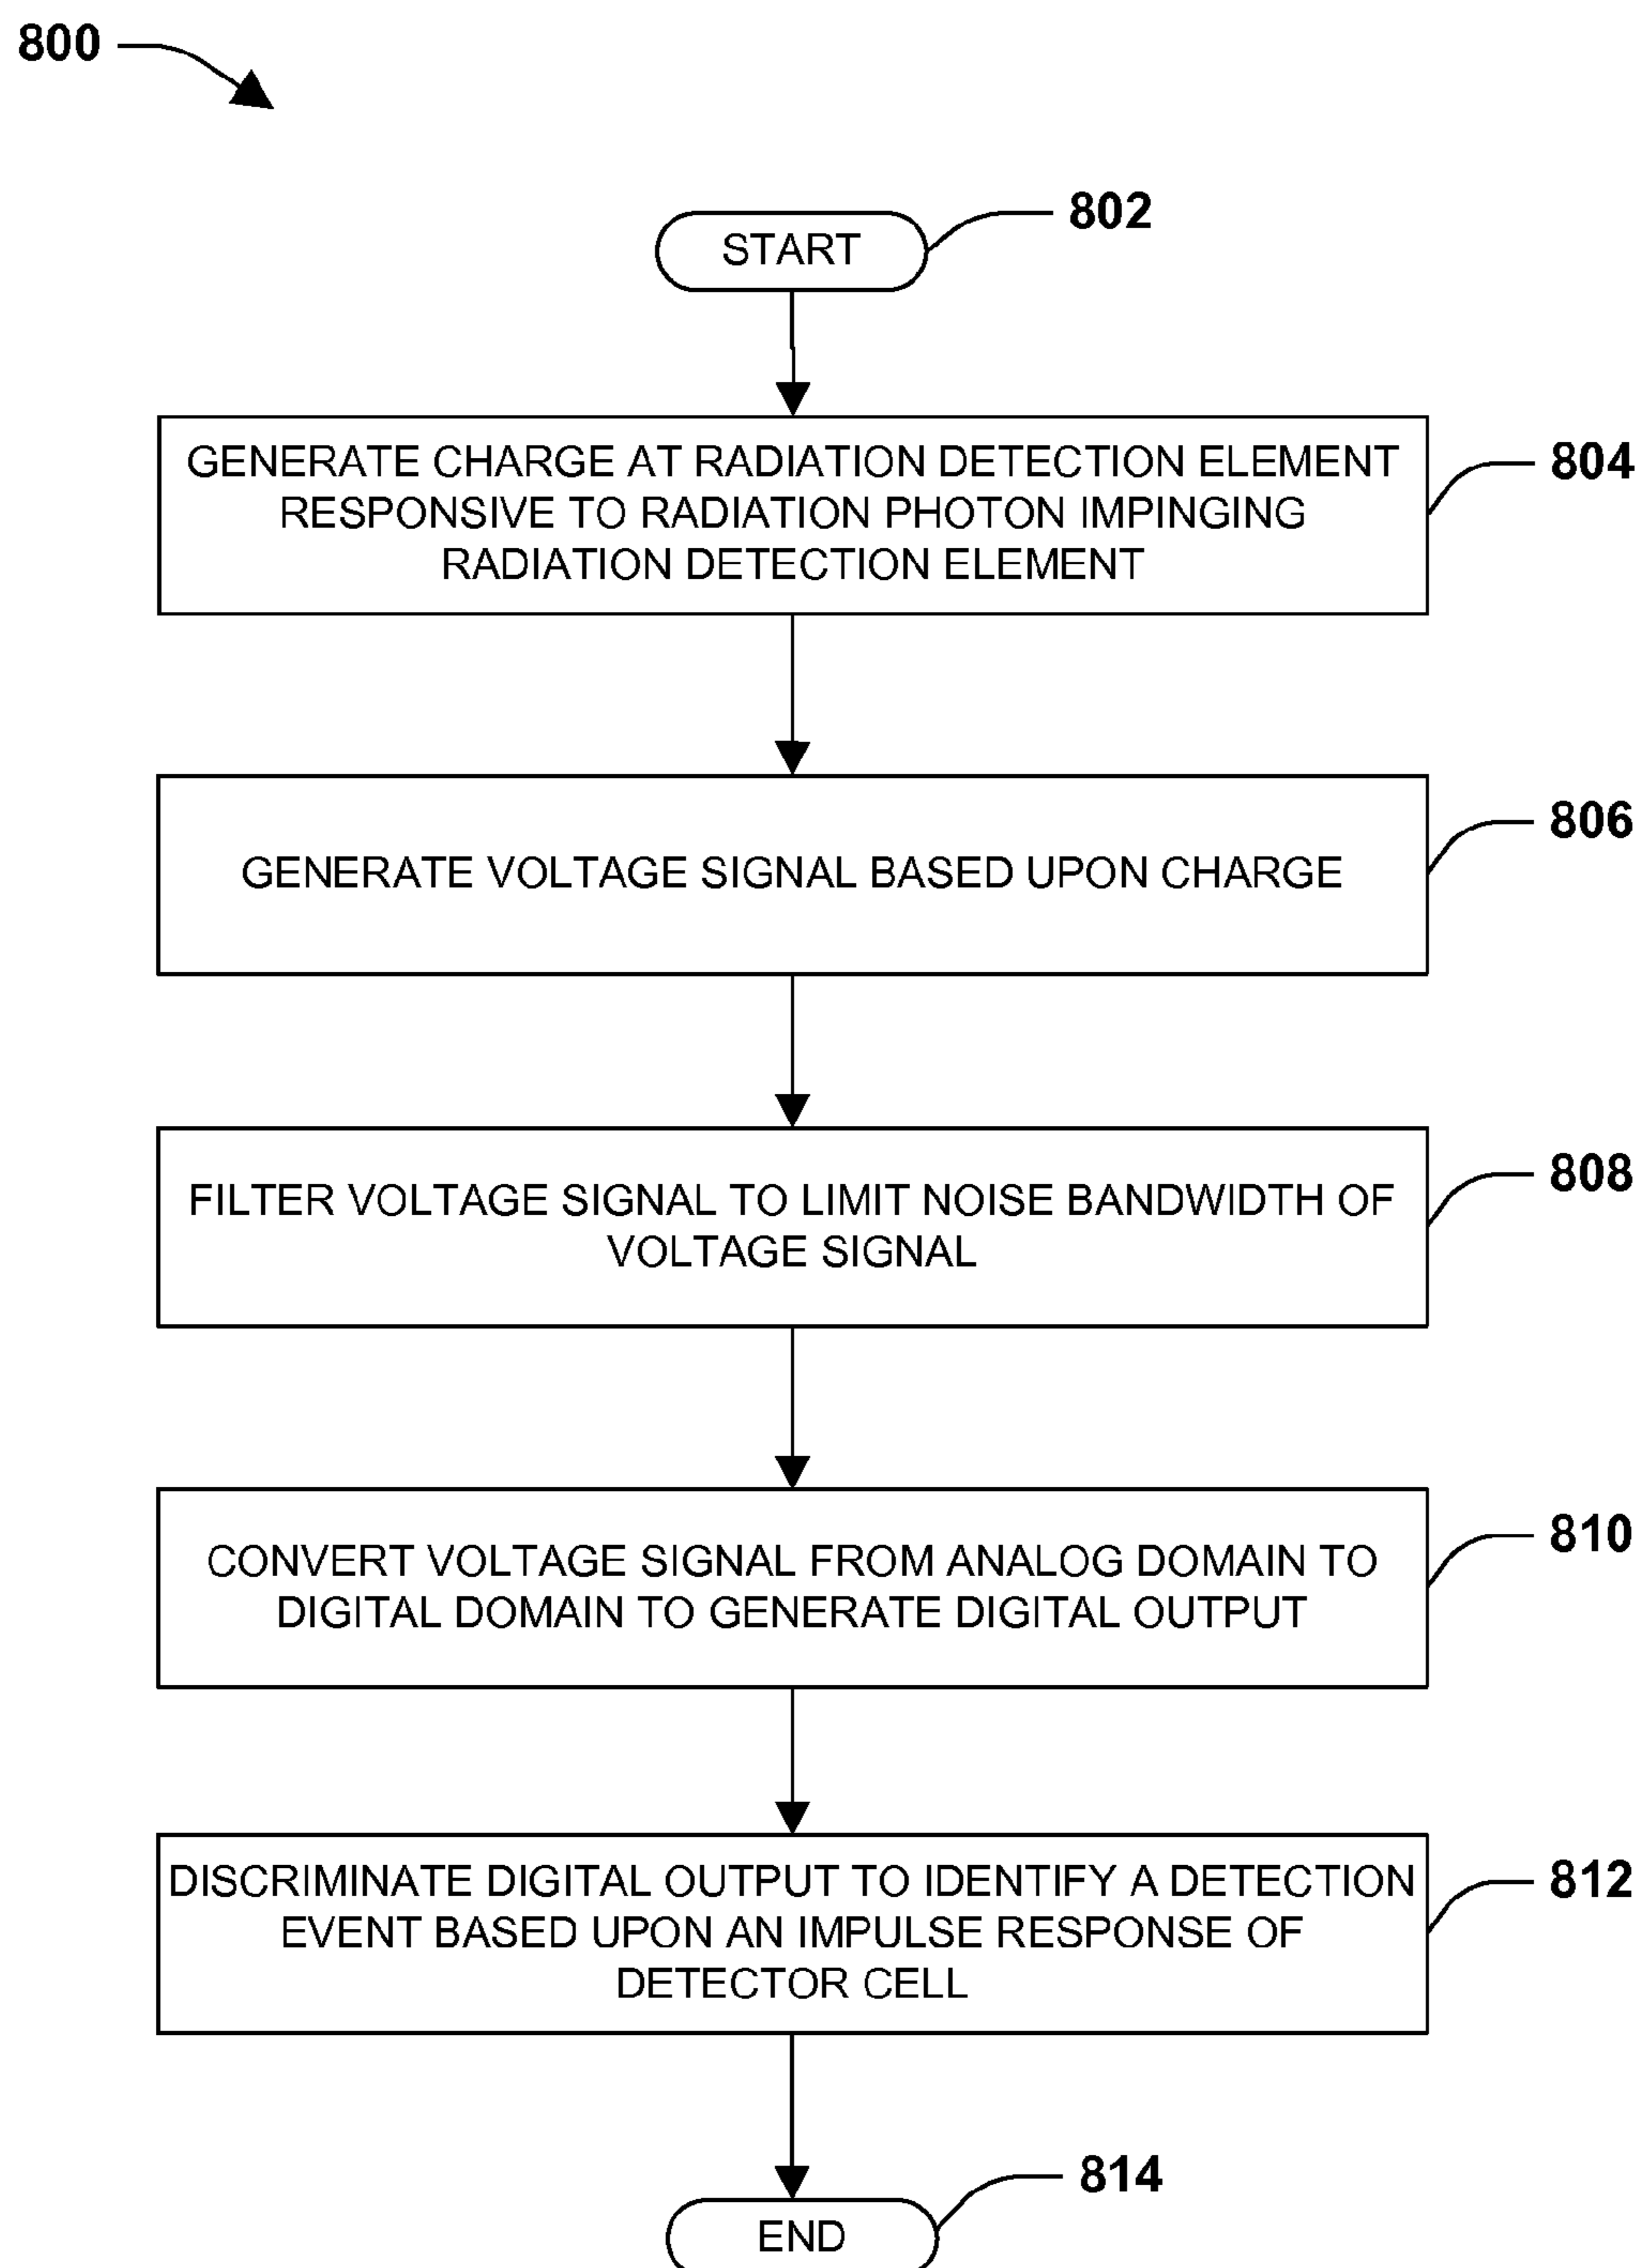 800
802
START
804
GENERATE CHARGE AT RADIATION DETECTION ELEMENT
RESPONSIVE TO RADIATION PHOTON IMPINGING
RADIATION DETECTION ELEMENT
806
GENERATE VOLTAGE SIGNAL BASED UPON CHARGE
808
FILTER VOLTAGE SIGNAL TO LIMIT NOISE BANDWIDTH OF
VOLTAGE SIGNAL
810
CONVERT VOLTAGE SIGNAL FROM ANALOG DOMAIN TO
DIGITAL DOMAIN TO GENERATE DIGITAL OUTPUT
812
DISCRIMINATE DIGITAL OUTPUT TO IDENTIFY A DETECTION
EVENT BASED UPON AN IMPULSE RESPONSE OF
DETECTOR CELL
814
END